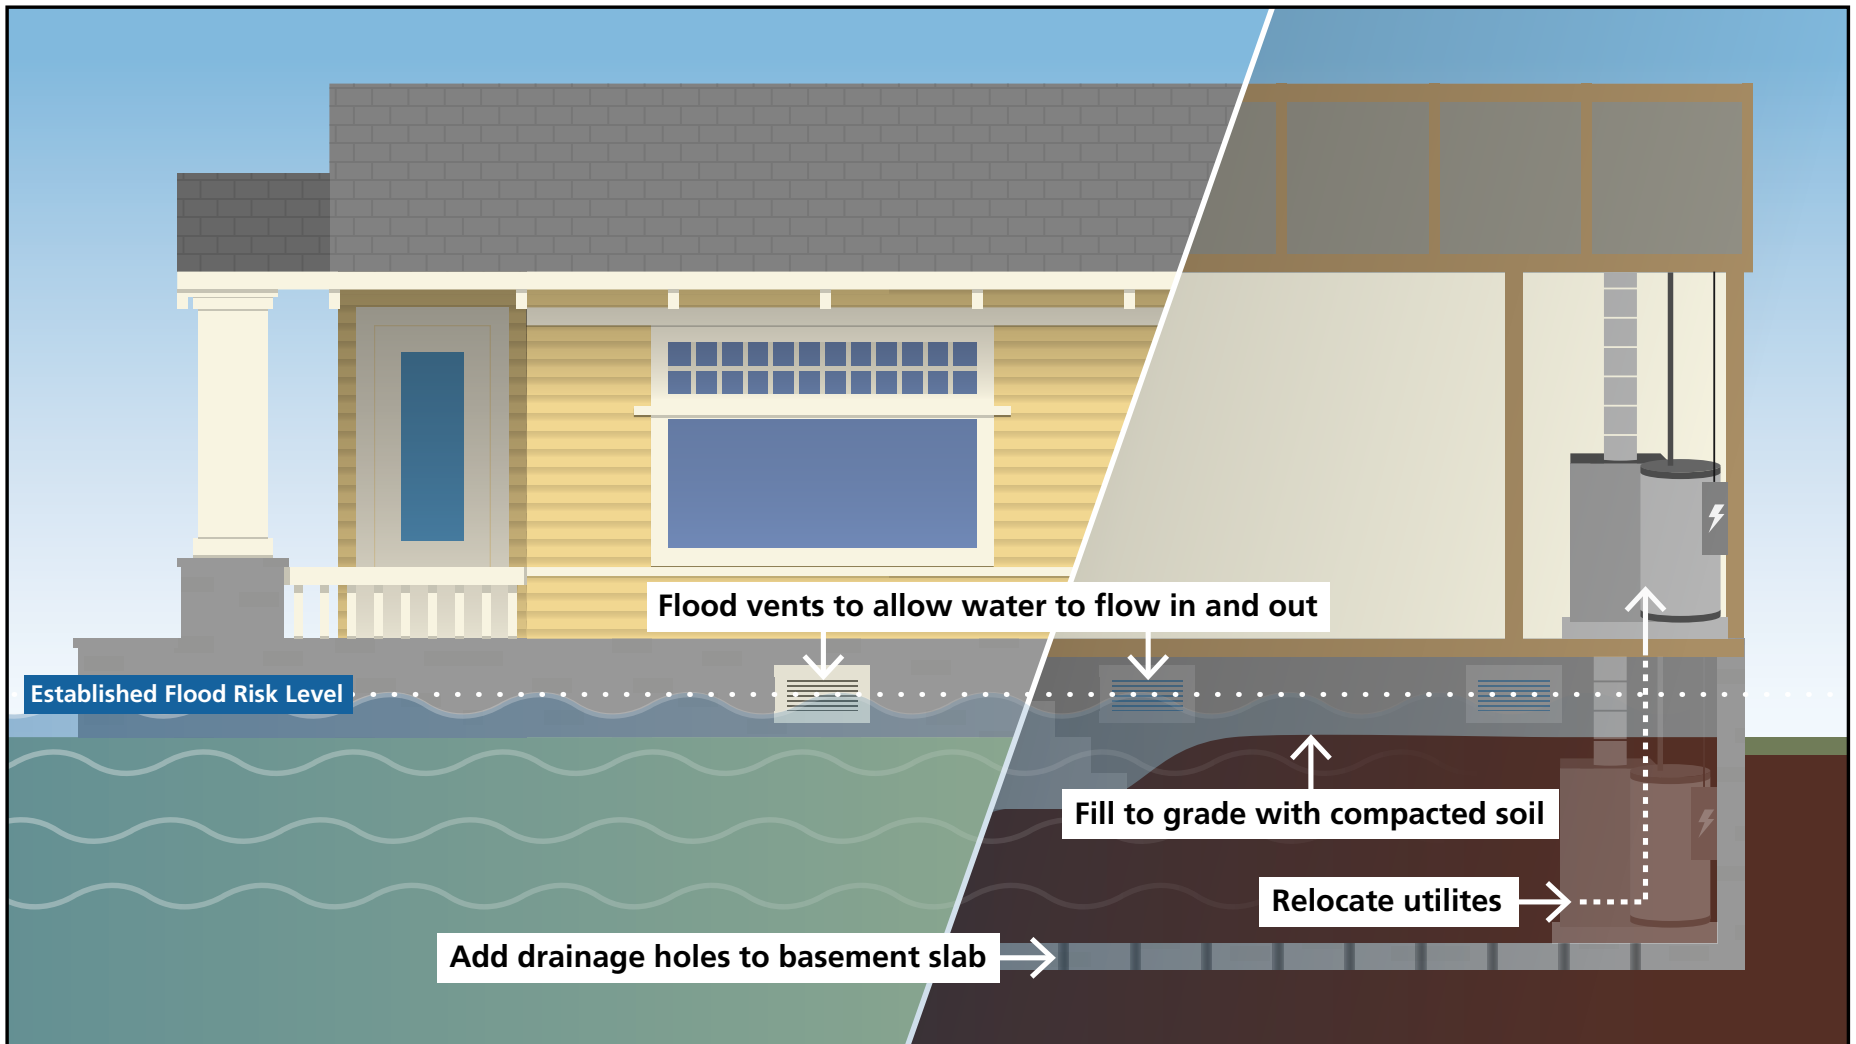 Flood vents to allow water to flow in and out
Established Flood Risk Level
Fill to grade with compacted soil
Relocate utilites
Add drainage holes to basement slab